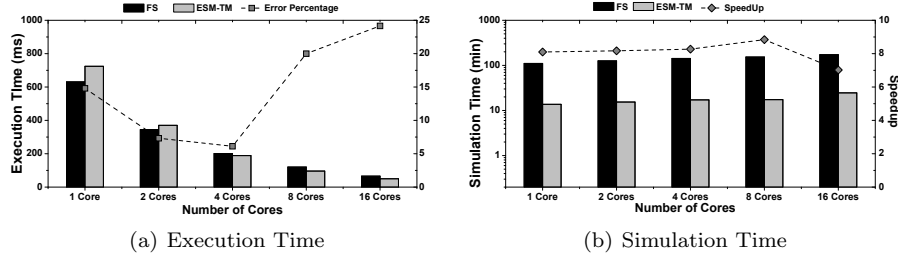 FS ESM-TM Error Percentage
1000
800
600
400
200
0
Execution TIme (ms)
25
20
15
10
5
0
1 Core 2 Cores 4 Cores 8 Cores 16 Cores
Number of Cores
(a) Execution Time
FS ESM-TM SpeedUp
1000
100
10
1
Simulation Time (min)
10
8
6
4
2
0
Speedup
1 Core 2 Cores 4 Cores 8 Cores 16 Cores
Number of Cores
(b) Simulation Time